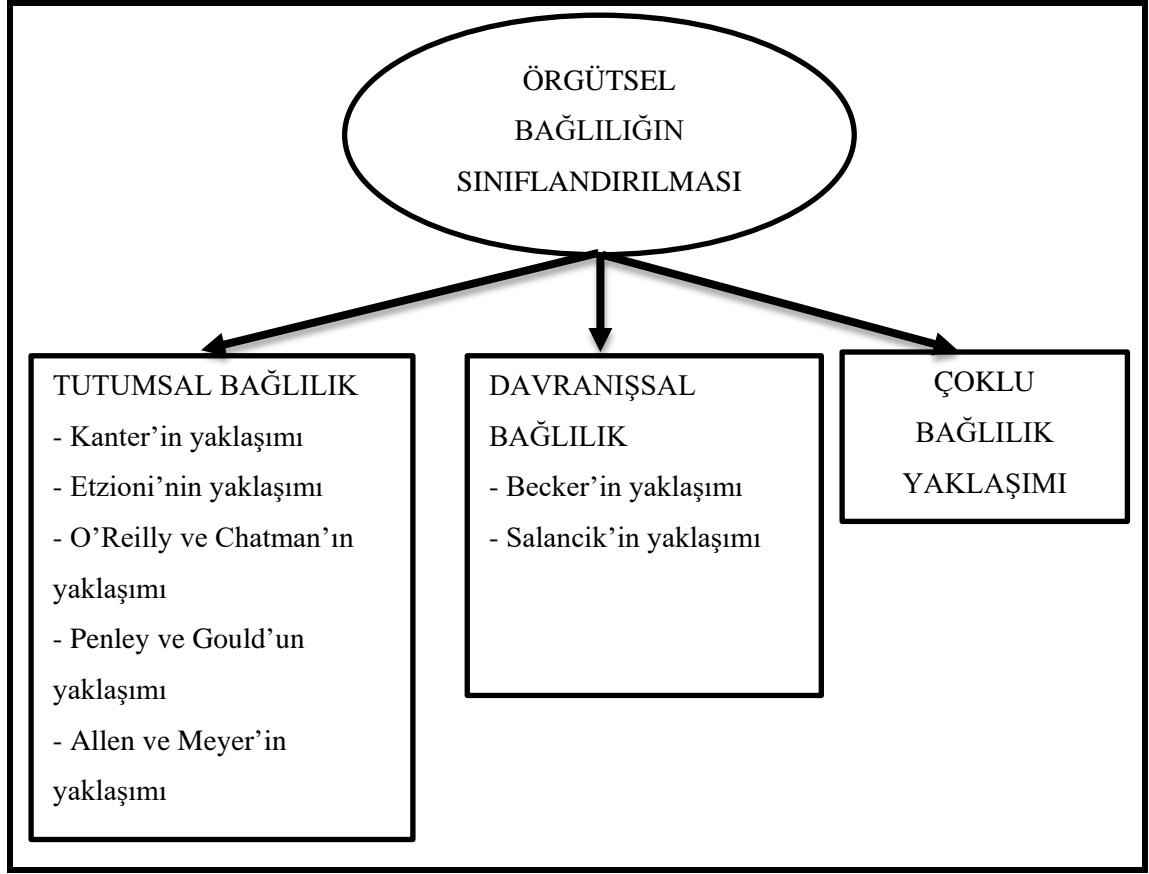 ÖRGÜTSEL
BAĞLILIĞIN
SINIFLANDIRILMASI
TUTUMSAL BAĞLILIK
- Kanter’in yaklaşımı
- Etzioni’nin yaklaşımı
- O’Reilly ve Chatman’ın
yaklaşımı
- Penley ve Gould’un
yaklaşımı
- Allen ve Meyer’in
yaklaşımı
DAVRANIŞSAL
BAĞLILIK
- Becker’in yaklaşımı
- Salancik’in yaklaşımı
ÇOKLU
BAĞLILIK
YAKLAŞIMI